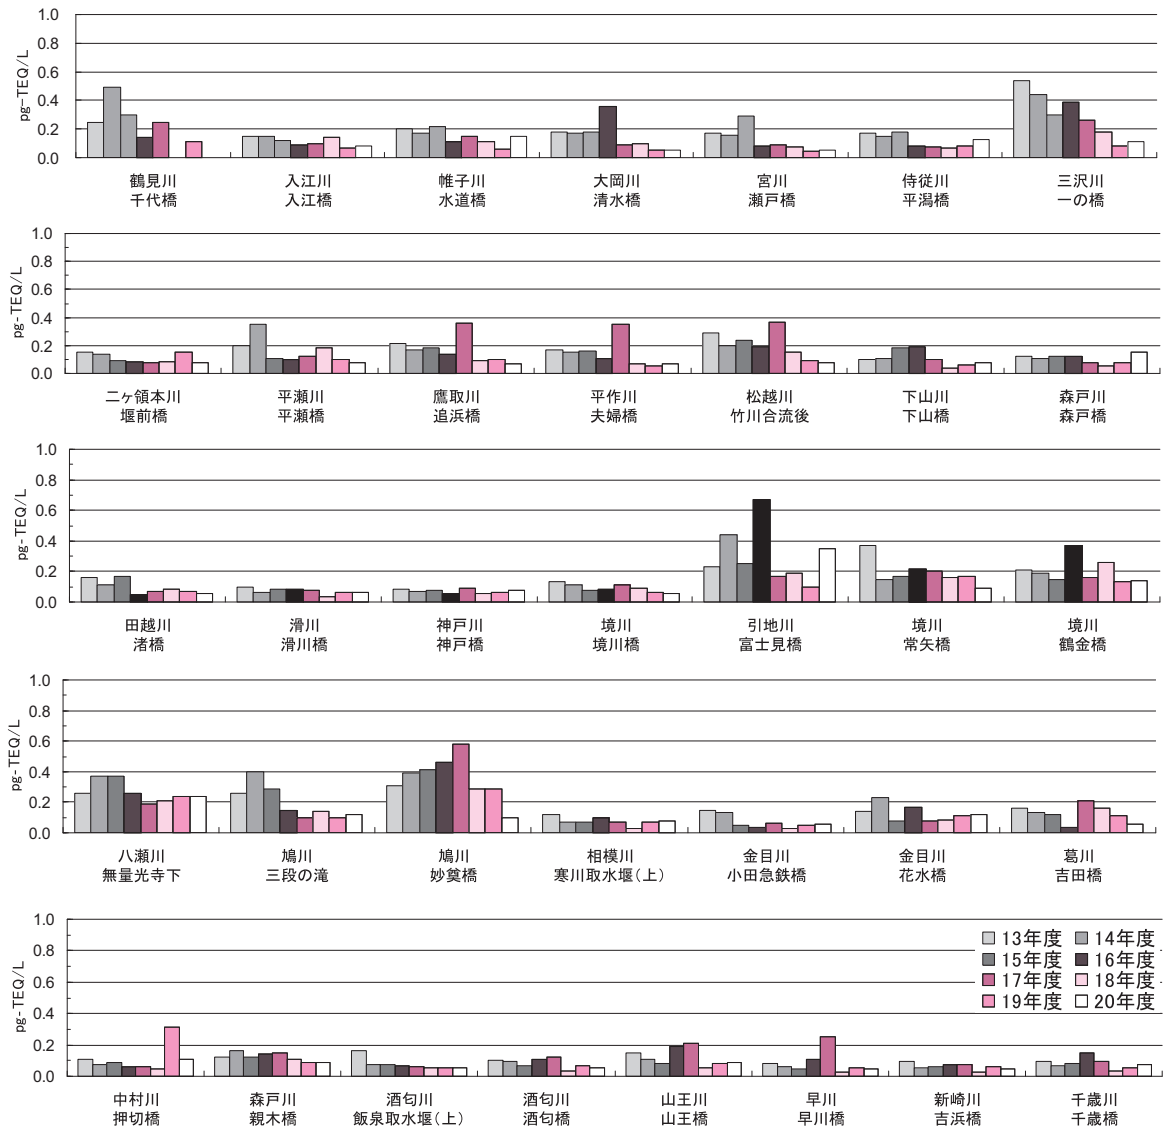 pg-TEQ/L
1.0
0.8
0.6
0.4
0.2
0.0
鶴見川 入江川 帷子川 大岡川 宮川 侍従川 三沢川
千代橋 入江橋 水道橋 清水橋 瀬戸橋 平潟橋 一の橋
pg-TEQ/L
1.0
0.8
0.6
0.4
0.2
0.0
二ヶ領本川 平瀬川 鷹取川 平作川 松越川 下山川 森戸川
堰前橋 平瀬橋 追浜橋 夫婦橋 竹川合流後 下山橋 森戸橋
pg-TEQ/L
1.0
0.8
0.6
0.4
0.2
0.0
田越川 滑川 神戸川 境川 引地川 境川 境川
渚橋 滑川橋 神戸橋 境川橋 富士見橋 常矢橋 鶴金橋
pg-TEQ/L
1.0
0.8
0.6
0.4
0.2
0.0
八瀬川 鳩川 鳩川 相模川 金目川 金目川 葛川
無量光寺下 三段の滝 妙奠橋 寒川取水堰(上) 小田急鉄橋 花水橋 吉田橋
pg-TEQ/L
1.0
0.8
0.6
0.4
0.2
0.0
13年度 14年度
15年度 16年度
17年度 18年度
19年度 20年度
中村川 森戸川 酒匂川 酒匂川 山王川 早川 新崎川 千歳川
押切橋 親木橋 飯泉取水堰(上) 酒匂橋 山王橋 早川橋 吉浜橋 千歳橋